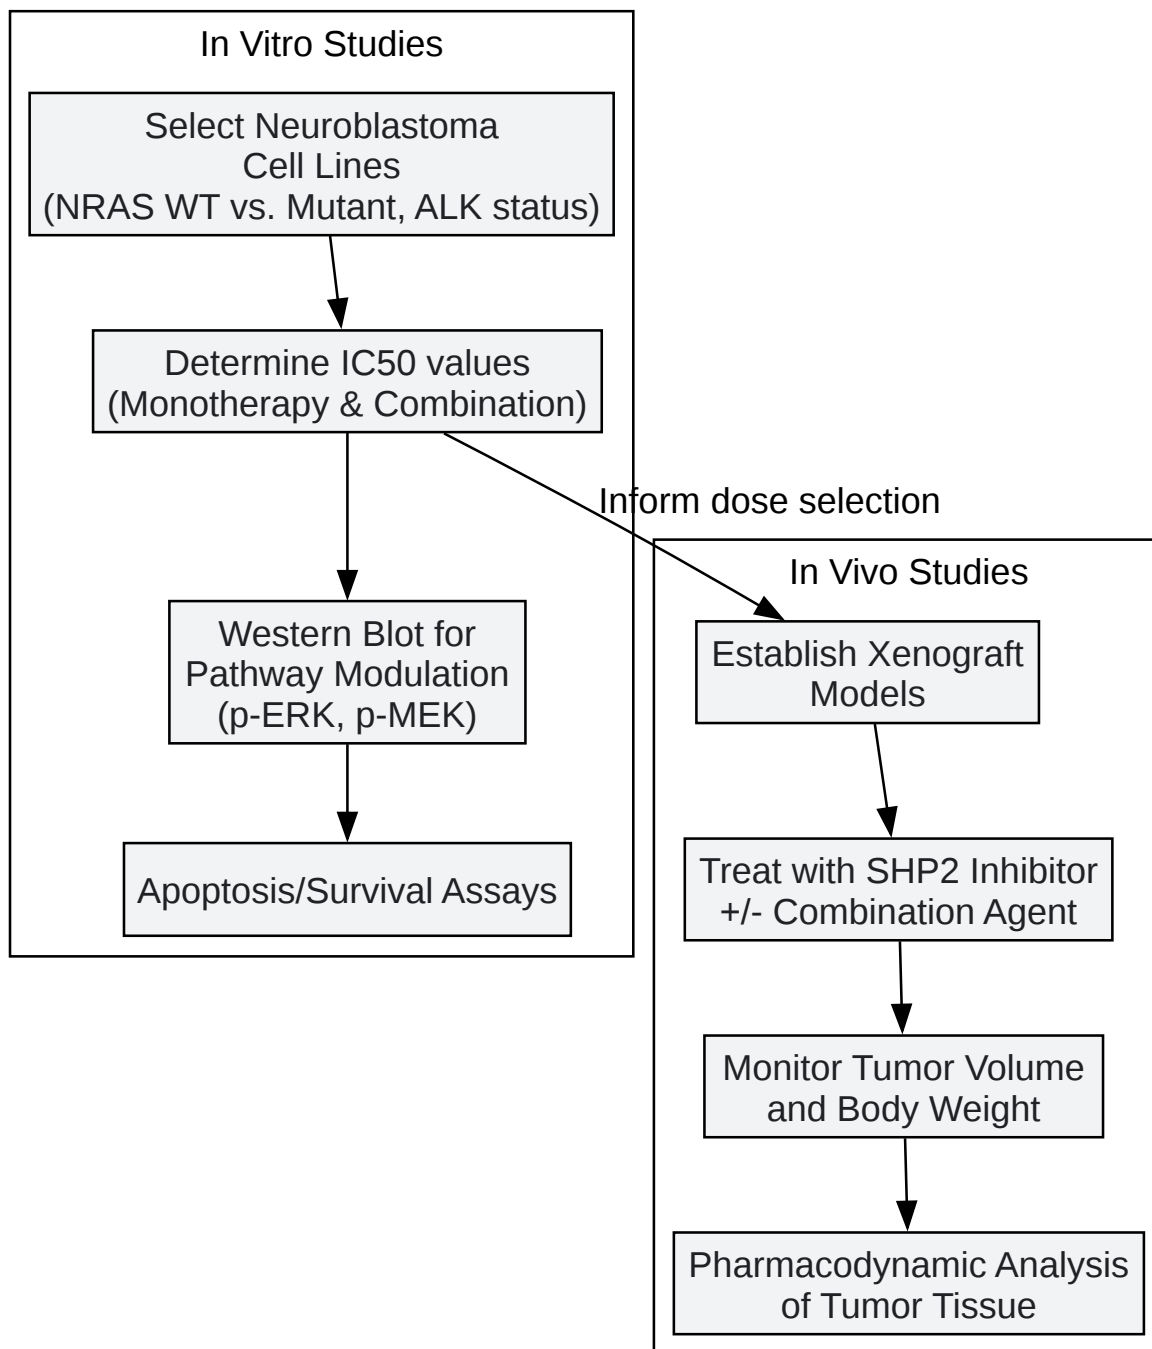 In Vitro Studies
Select Neuroblastoma
Cell Lines
(NRAS WT vs. Mutant, ALK status)
Determine IC50 values
(Monotherapy & Combination)
Inform dose selection
Western Blot for
Pathway Modulation
(p-ERK, p-MEK)
Apoptosis/Survival Assays
In Vivo Studies
Establish Xenograft
Models
Treat with SHP2 Inhibitor
+/- Combination Agent
Monitor Tumor Volume
and Body Weight
Pharmacodynamic Analysis
of Tumor Tissue